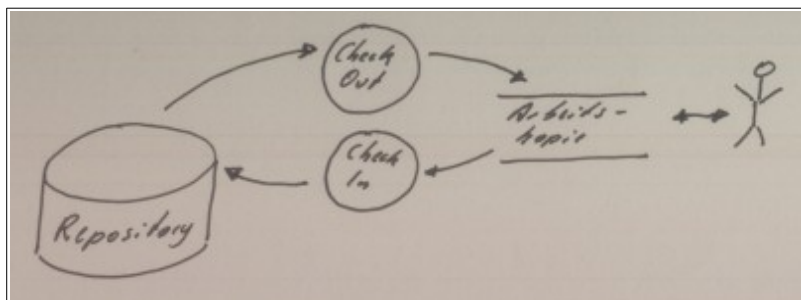 Check
Out
Arbeits-
kopie
Check
In
Repository